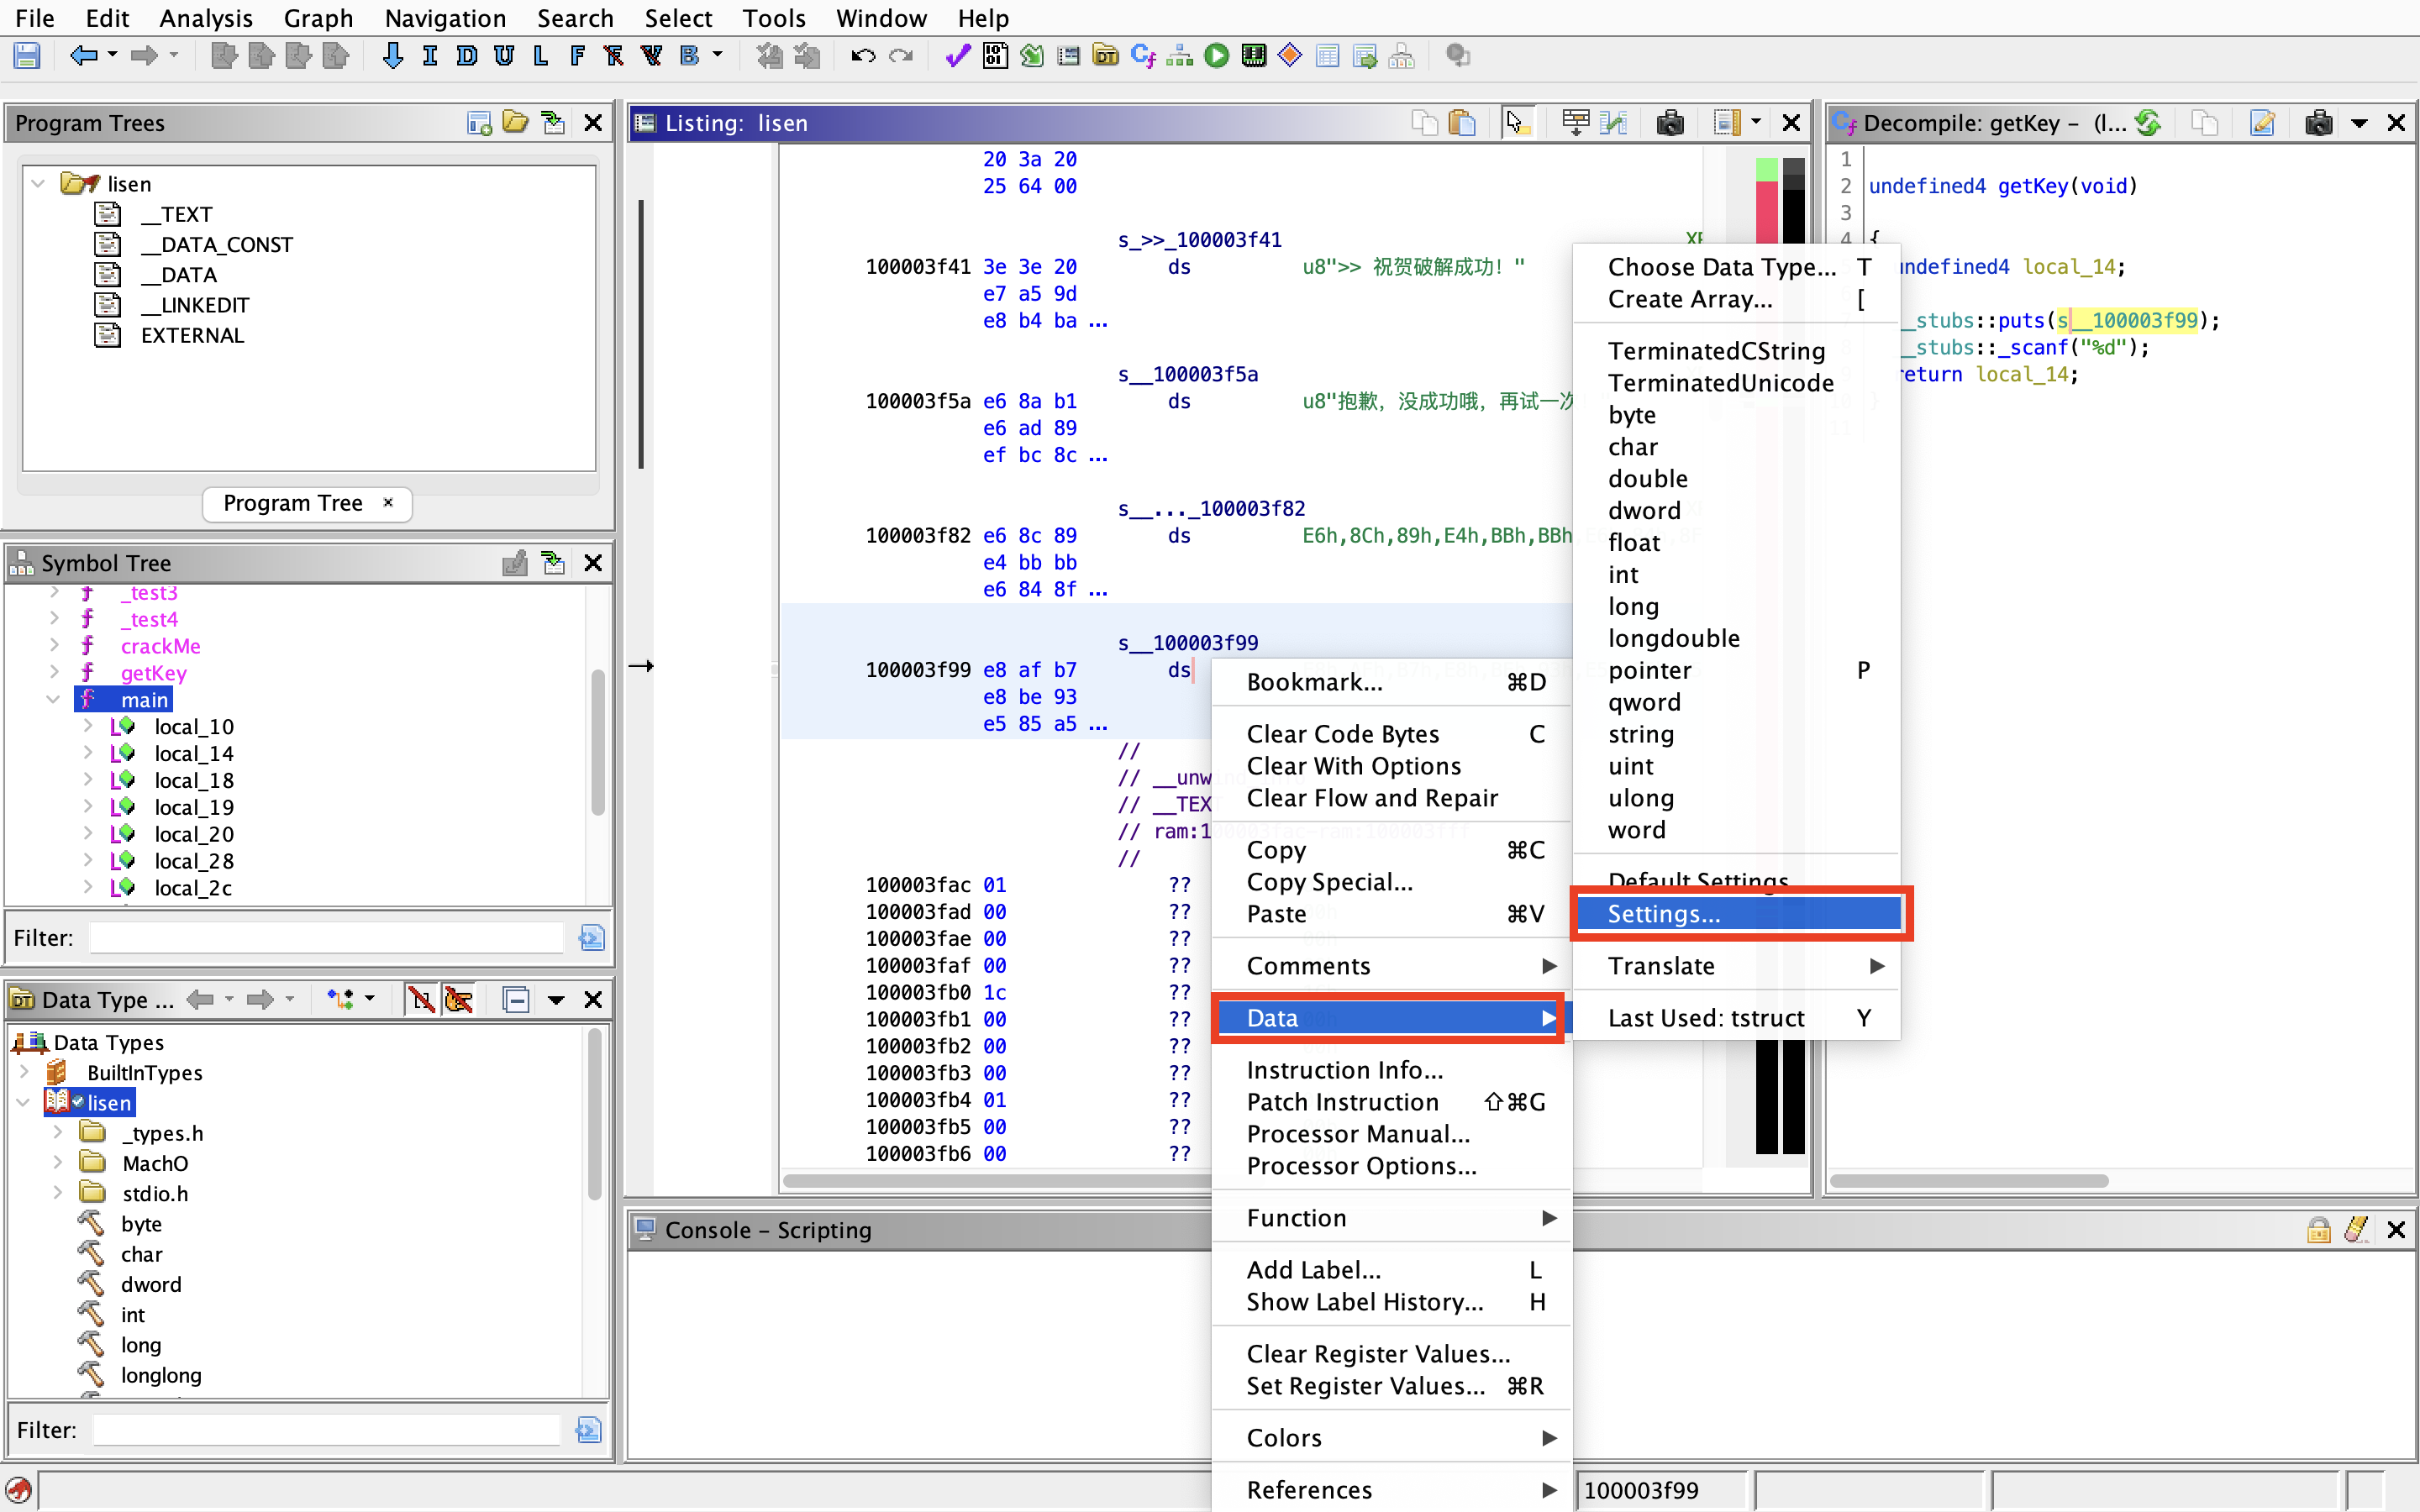 File Edit Analysis Graph Navigation Search Select Tools Window Help
Program Trees
lisen
__TEXT
__DATA_CONST
__DATA
__LINKEDIT
EXTERNAL
Program Tree ×
Symbol Tree
_test3
_test4
crackMe
getKey
main
local_10
local_14
local_18
local_19
local_20
local_28
local_2c
Filter:
Data Type ...
Data Types
BuiltInTypes
lisen
_types.h
MachO
stdio.h
byte
char
dword
int
long
longlong
Filter:
Listing: lisen
20 3a 20
25 64 00
s_>>_100003f41
100003f41 3e 3e 20 ds u8">> 祝贺破解成功！"
e7 a5 9d
e8 b4 ba ...
s__100003f5a
100003f5a e6 8a b1 ds u8"抱歉，没成功哦，再试一次
e6 ad 89
ef bc 8c ...
s__..._100003f82
100003f82 e6 8c 89 ds E6h,8Ch,89h,E4h,BBh,BBh
e4 bb bb
e6 84 8f ...
s__100003f99
100003f99 e8 af b7 ds
e8 be 93
e5 85 a5 ...
//
// __unwind
// __TEXT
// ram:100003fac-ram:100003fff
//
100003fac 01 ??
100003fad 00 ??
100003fae 00 ??
100003faf 00 ??
100003fb0 1c ??
100003fb1 00 ??
100003fb2 00 ??
100003fb3 00 ??
100003fb4 01 ??
100003fb5 00 ??
100003fb6 00 ??
Bookmark... ⌘D
Clear Code Bytes C
Clear With Options
Clear Flow and Repair
Copy ⌘C
Copy Special...
Paste ⌘V
Comments
Data
Instruction Info...
Patch Instruction ⇧⌘G
Processor Manual...
Processor Options...
Function
Add Label... L
Show Label History... H
Clear Register Values...
Set Register Values... ⌘R
Colors
References
Choose Data Type... T
Create Array... [
TerminatedCString
TerminatedUnicode
byte
char
double
dword
float
int
long
longdouble
pointer P
qword
string
uint
ulong
word
Default Settings...
Settings...
Translate
Last Used: tstruct Y
Decompile: getKey - (l...
1
2 undefined4 getKey(void)
3
4 {
undefined4 local_14;
__stubs::puts(s__100003f99);
__stubs::_scanf("%d");
return local_14;
}
Console - Scripting
100003f99